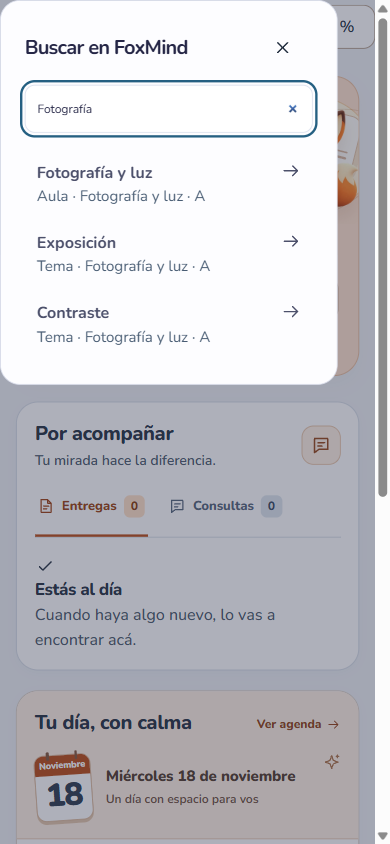 %
Buscar en FoxMind
Fotografía
Fotografía y luz
Aula · Fotografía y luz · A
Exposición
Tema · Fotografía y luz · A
Contraste
Tema · Fotografía y luz · A
Por acompañar
Tu mirada hace la diferencia.
Entregas 0 Consultas 0
Estás al día
Cuando haya algo nuevo, lo vas a
encontrar acá.
Tu día, con calma
Ver agenda
Noviembre
18
Miércoles 18 de noviembre
Un día con espacio para vos